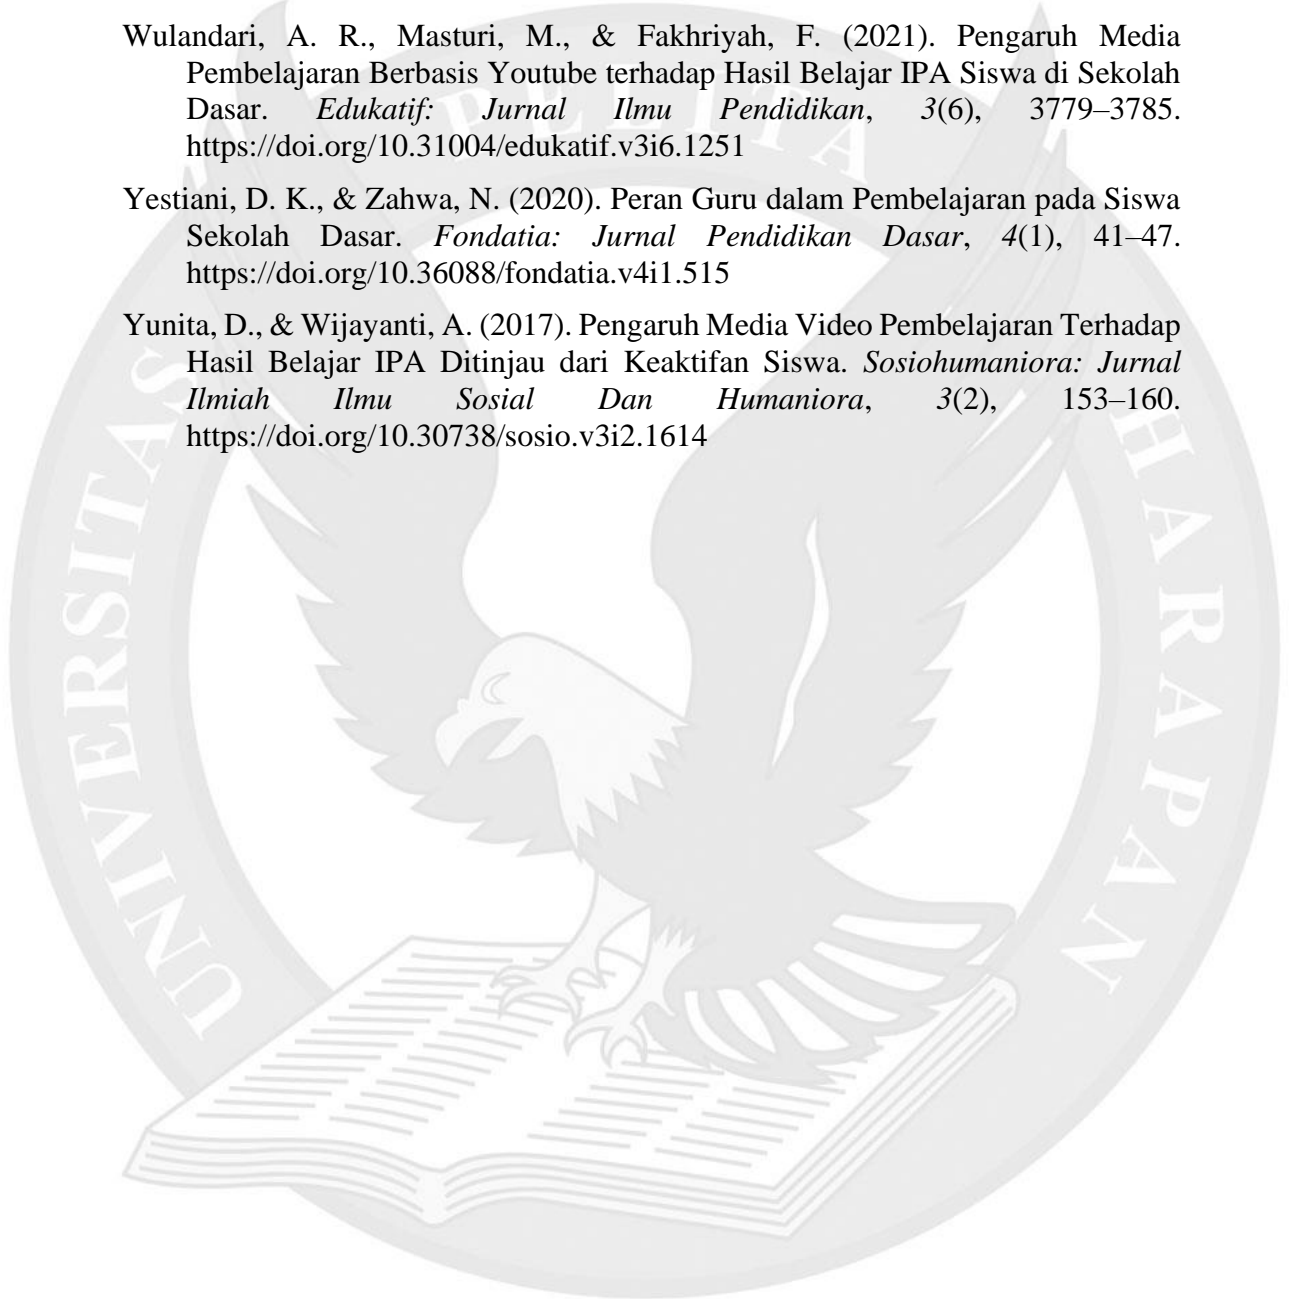 Wulandari, A. R., Masturi, M., & Fakhriyah, F. (2021). Pengaruh Media
Pembelajaran Berbasis Youtube terhadap Hasil Belajar IPA Siswa di Sekolah
Dasar. Edukatif: Jurnal Ilmu Pendidikan, 3(6), 3779–3785.
https://doi.org/10.31004/edukatif.v3i6.1251
Yestiani, D. K., & Zahwa, N. (2020). Peran Guru dalam Pembelajaran pada Siswa
Sekolah Dasar. Fondatia: Jurnal Pendidikan Dasar, 4(1), 41–47.
https://doi.org/10.36088/fondatia.v4i1.515
Yunita, D., & Wijayanti, A. (2017). Pengaruh Media Video Pembelajaran Terhadap
Hasil Belajar IPA Ditinjau dari Keaktifan Siswa. Sosiohumaniora: Jurnal
Ilmiah Ilmu Sosial Dan Humaniora, 3(2), 153–160.
https://doi.org/10.30738/sosio.v3i2.1614
UNIVERSITAS PELITA HARAPAN